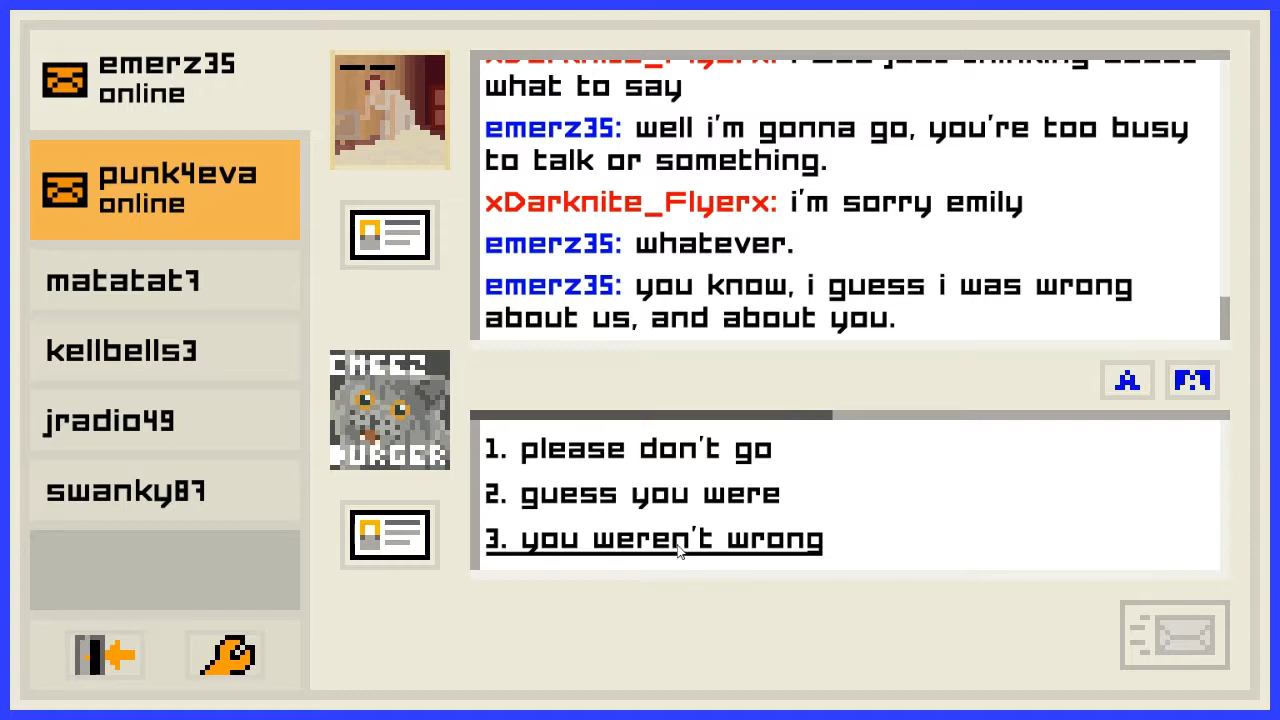 emerz35
online
punk4eva
online
matatat7
kellbells3
jradio49
swanky87
CHEEZ
BURGER
what to say
emerz35: well i'm gonna go, you're too busy
to talk or something.
xDarknite_Flyerx: i'm sorry emily
emerz35: whatever.
emerz35: you know, i guess i was wrong
about us, and about you.
A
1. please don't go
2. guess you were
3. you weren't wrong